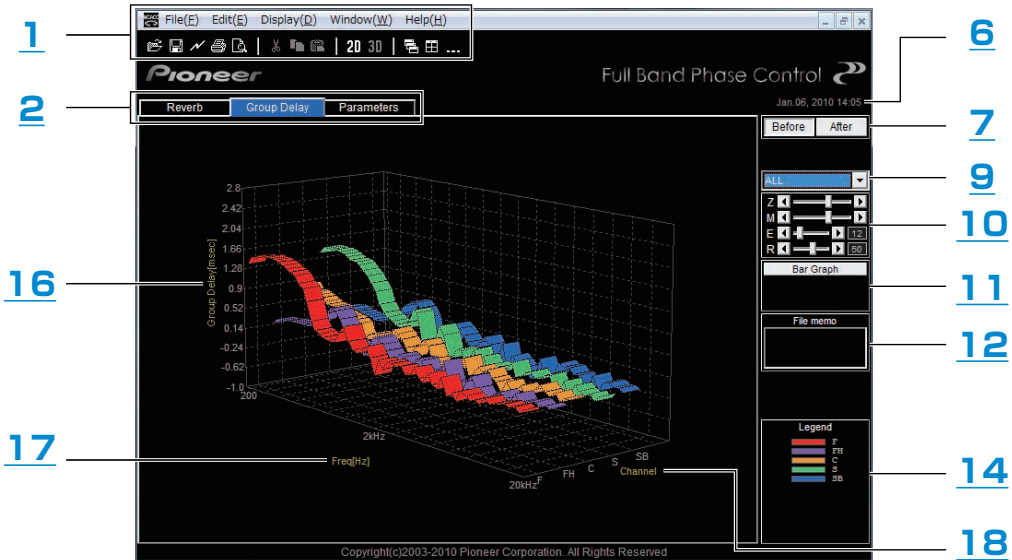 1
File(F) Edit(E) Display(D) Window(W) Help(H)
2D 3D ...
6
Pioneer
Full Band Phase Control
Jan.06, 2010 14:05
2
Reverb Group Delay Parameters
Before After
7
ALL
9
Z
M
E 12
R 50
10
Bar Graph
11
File memo
12
16
Group Delay[msec]
2.8
2.42
2.04
1.66
1.28
0.9
0.52
0.14
-0.24
-0.62
-1.0
200
2kHz
20kHz
17
Freq[Hz]
F FH C S SB
Channel
Legend
F
FH
C
S
SB
14
18
Copyright(c)2003-2010 Pioneer Corporation. All Rights Reserved